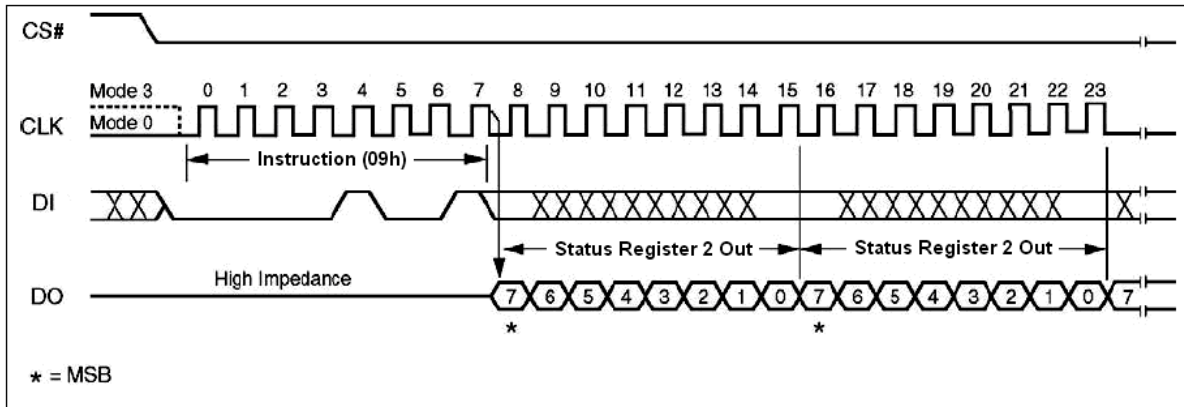 CS#
Mode 3
0 1 2 3 4 5 6 7 8 9 10 11 12 13 14 15 16 17 18 19 20 21 22 23
CLK
Mode 0
Instruction (09h)
DI
Status Register 2 Out
Status Register 2 Out
High Impedance
DO
7 6 5 4 3 2 1 0 7 6 5 4 3 2 1 0 7
* *
* = MSB